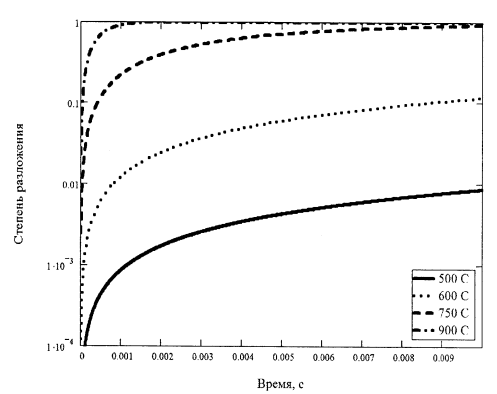 1
0.1
0.01
1·10⁻³
1·10⁻⁴
Степень разложения
0 0.001 0.002 0.003 0.004 0.005 0.006 0.007 0.008 0.009
Время, с
500 С
600 С
750 С
900 С